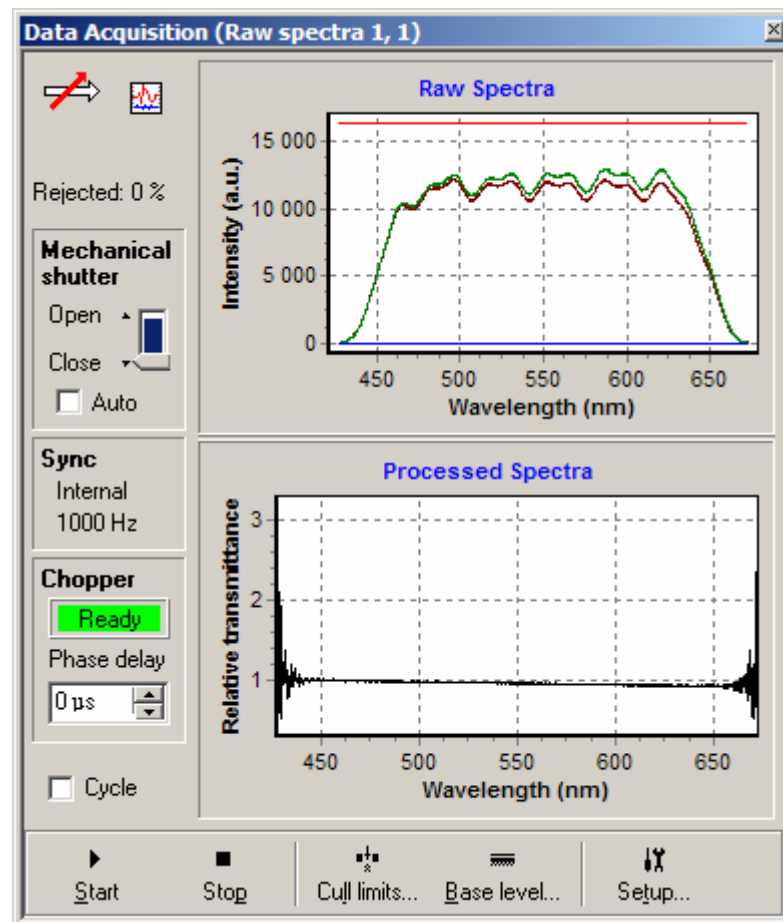 Data Acquisition (Raw spectra 1, 1)
Rejected: 0 %
Mechanical
shutter
Open
Close
Auto
Sync
Internal
1000 Hz
Chopper
Ready
Phase delay
0 µs
Cycle
Raw Spectra
Intensity (a.u.)
15 000
10 000
5 000
0
450 500 550 600 650
Wavelength (nm)
Processed Spectra
Relative transmittance
3
2
1
450 500 550 600 650
Wavelength (nm)
Start Stop Cull limits... Base level... Setup...